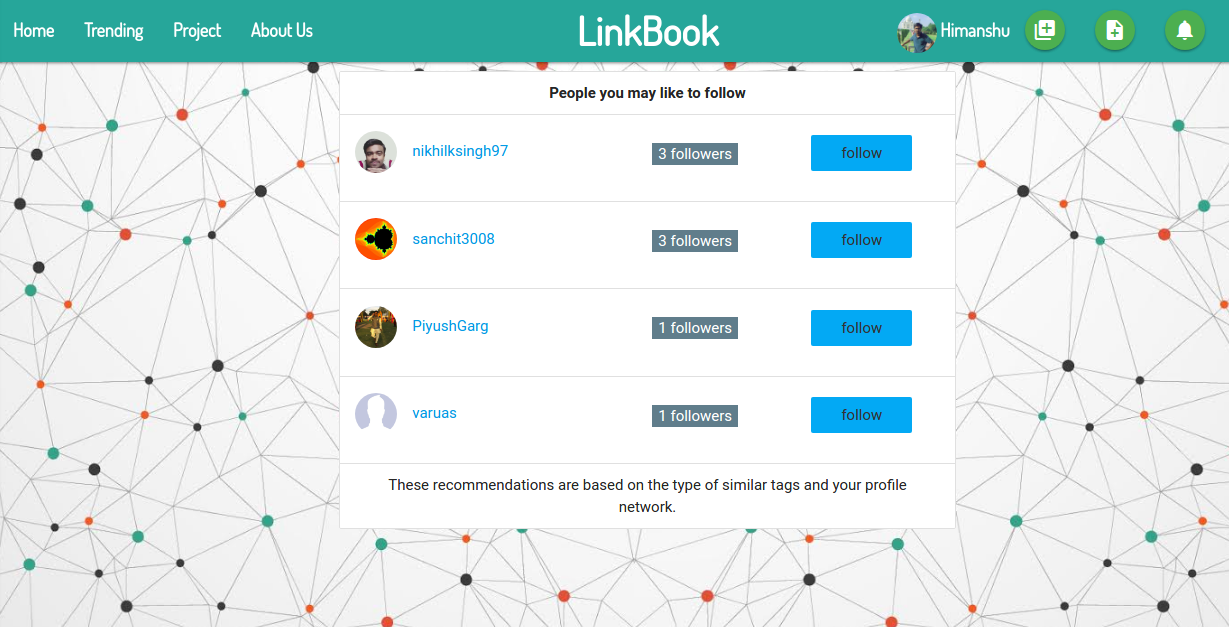 Home Trending Project About Us LinkBook Himanshu
People you may like to follow
nikhilksingh97 3 followers follow
sanchit3008 3 followers follow
PiyushGarg 1 followers follow
varuas 1 followers follow
These recommendations are based on the type of similar tags and your profile
network.